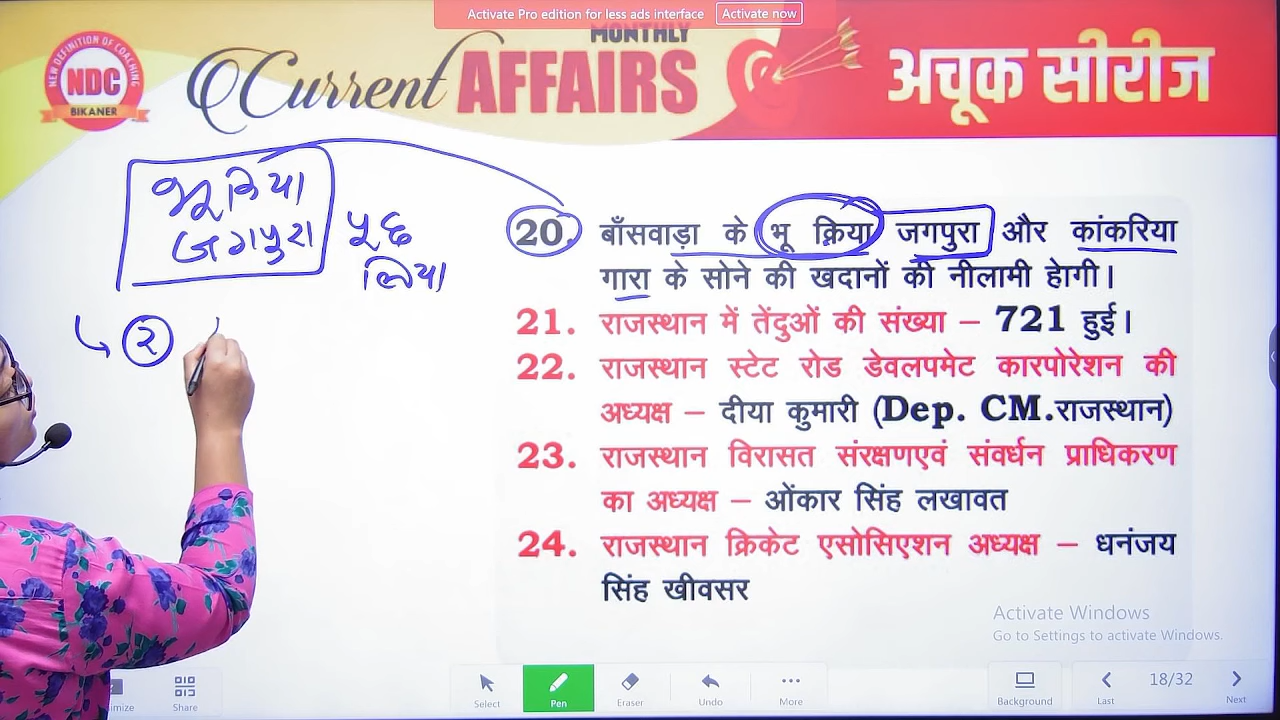 Activate Pro edition for less ads interface Activate now
NEW DEFINITION OF COACHING
NDC
BIKANER
MONTHLY
Current AFFAIRS
अचूक सीरीज
भूकिया
जगपुरा
पूछ
लिया
20. बाँसवाड़ा के भू क्रिया जगपुरा और कांकरिया
गारा के सोने की खदानों की नीलामी हेागी।
21. राजस्थान में तेंदुओं की संख्या – 721 हुई।
22. राजस्थान स्टेट रोड डेवलपमेट कारपोरेशन की
अध्यक्ष – दीया कुमारी (Dep. CM.राजस्थान)
23. राजस्थान विरासत संरक्षणएवं संवर्धन प्राधिकरण
का अध्यक्ष – ओंकार सिंह लखावत
24. राजस्थान क्रिकेट एसोसिएशन अध्यक्ष – धनंजय
सिंह खीवसर
२
Activate Windows
Go to Settings to activate Windows.
Share
Select
Pen
Eraser
Undo
More
Background
Last
18/32
Next